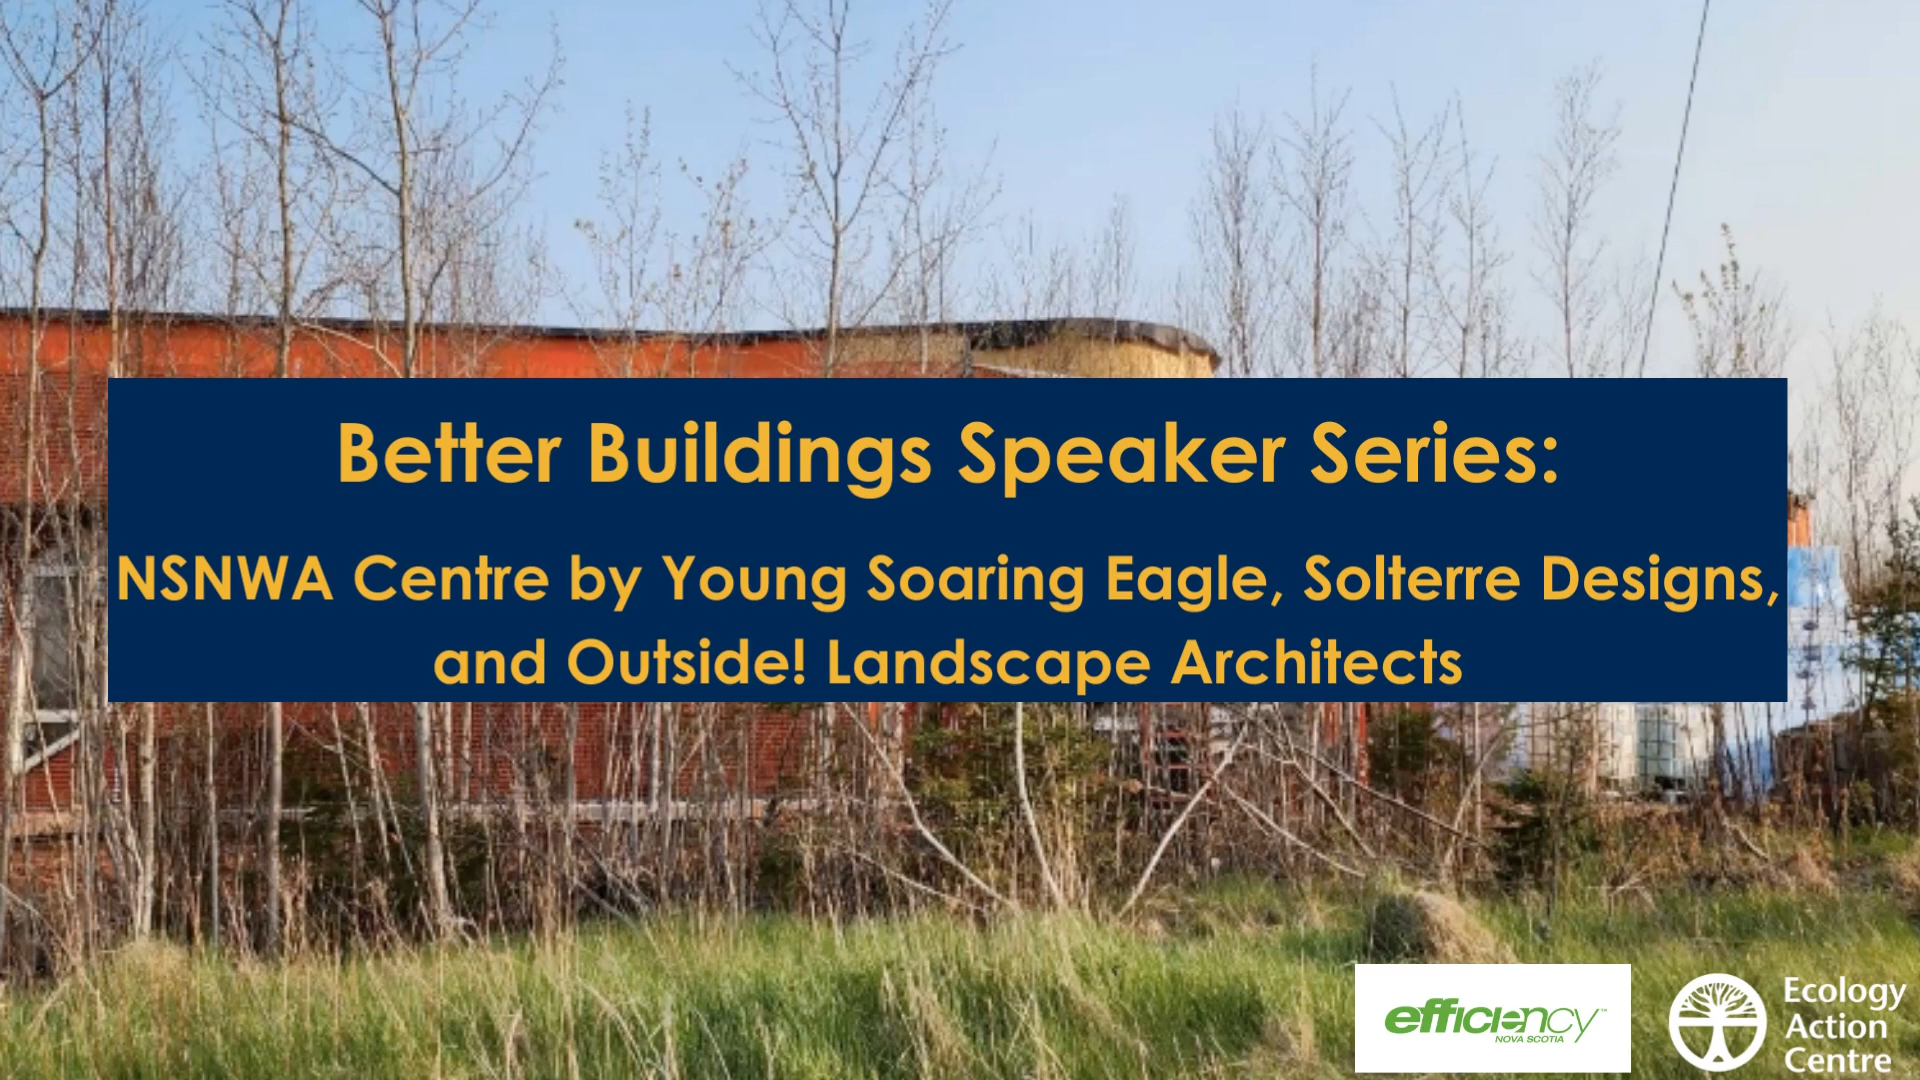 Better Buildings Speaker Series:
NSNWA Centre by Young Soaring Eagle, Solterre Designs,
and Outside! Landscape Architects
efficiency™
NOVA SCOTIA
Ecology
Action
Centre